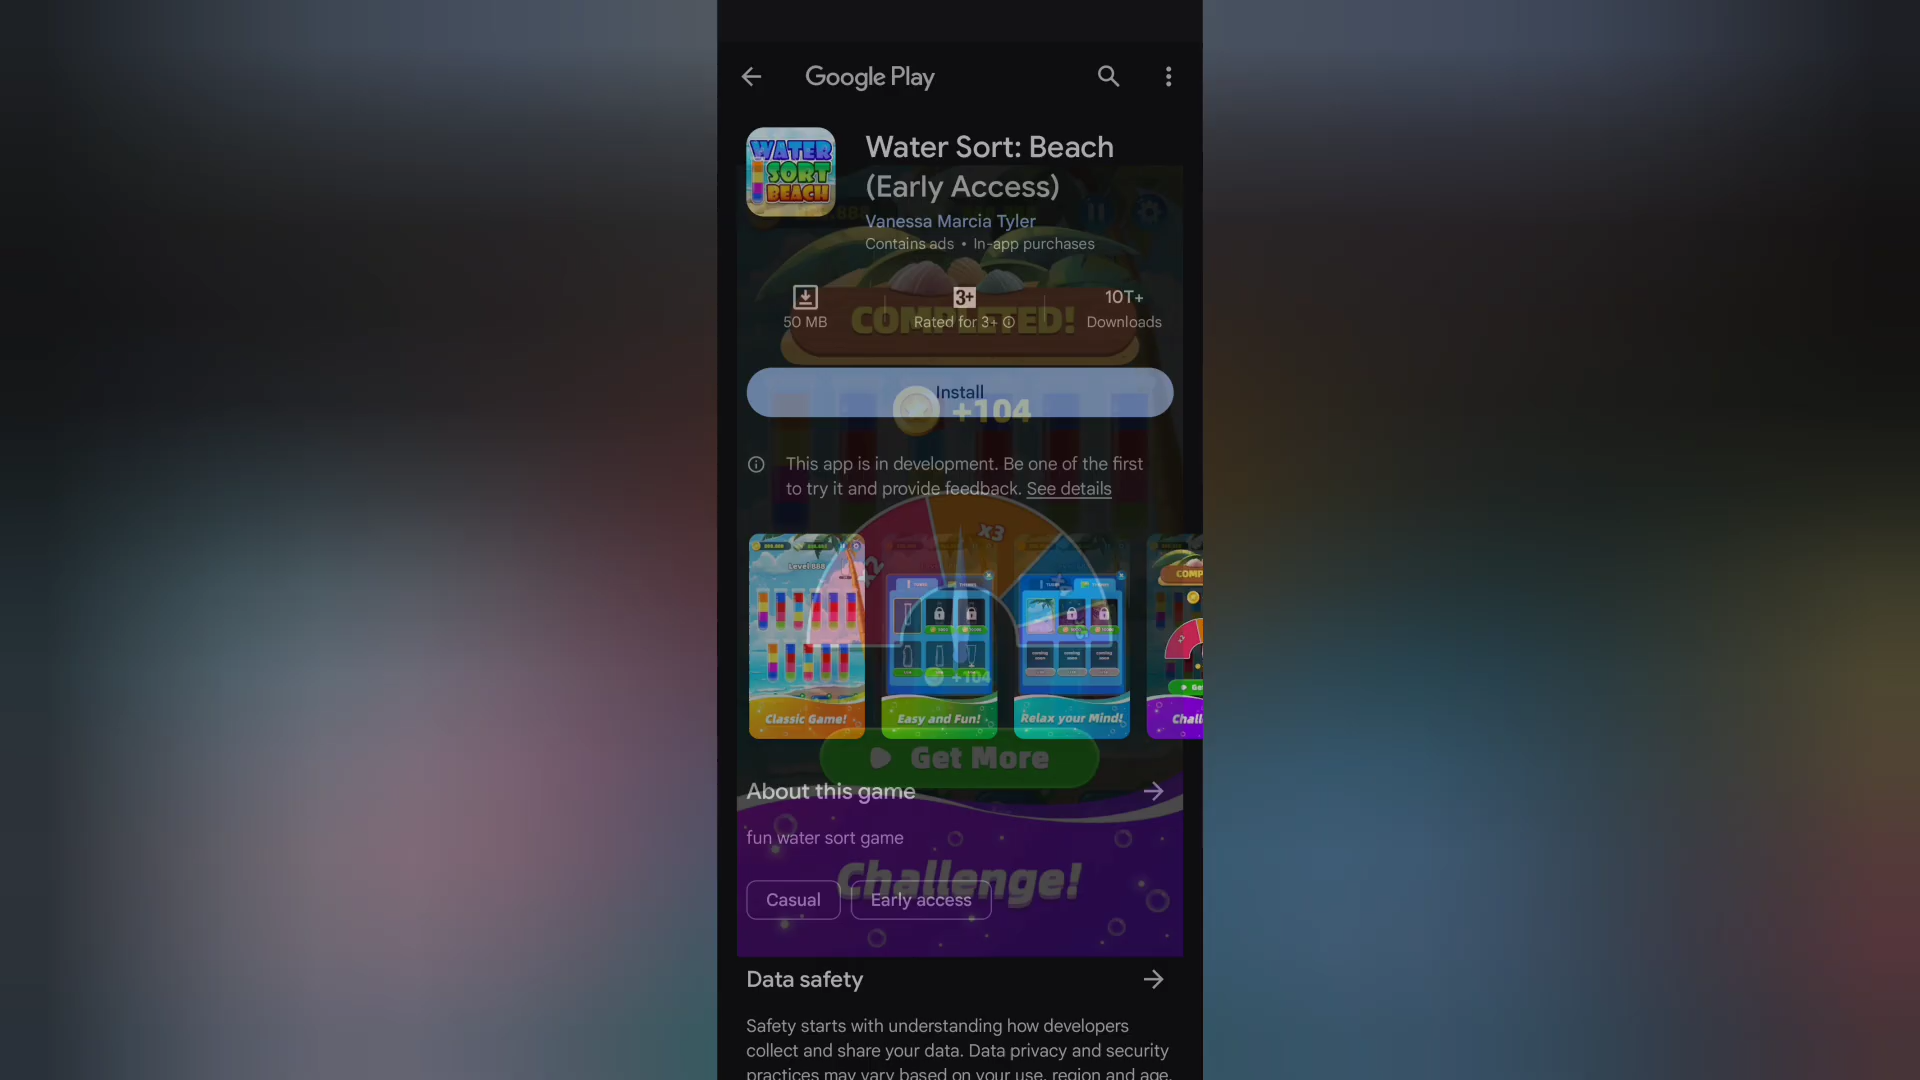 Google Play
WATER
SORT
BEACH
Water Sort: Beach
(Early Access)
Vanessa Marcia Tyler
Contains ads • In-app purchases
3+
10T+
50 MB
Rated for 3+
Downloads
COMPLETED!
Install
+104
This app is in development. Be one of the first
to try it and provide feedback. See details
x3
x2
Level 888
+104
Classic Game!
Easy and Fun!
Relax your Mind!
Chall
Get More
About this game
fun water sort game
Challenge!
Casual
Early access
Data safety
Safety starts with understanding how developers
collect and share your data. Data privacy and security
practices may vary based on your use, region and age.